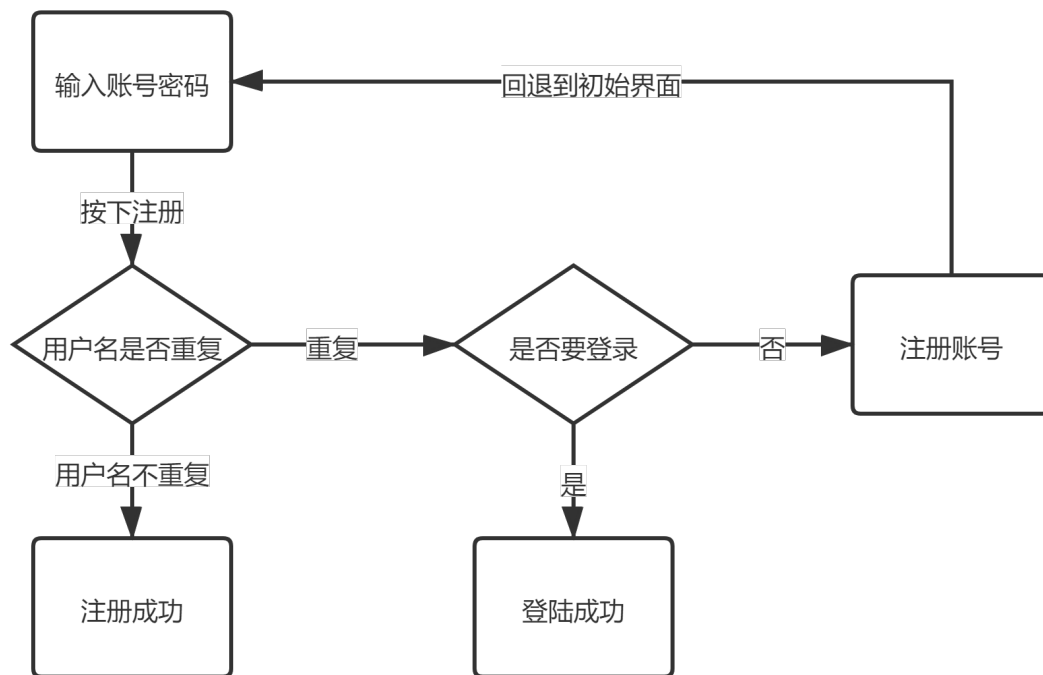 输入账号密码
回退到初始界面
按下注册
用户名是否重复
重复
是否要登录
否
注册账号
用户名不重复
是
注册成功
登陆成功